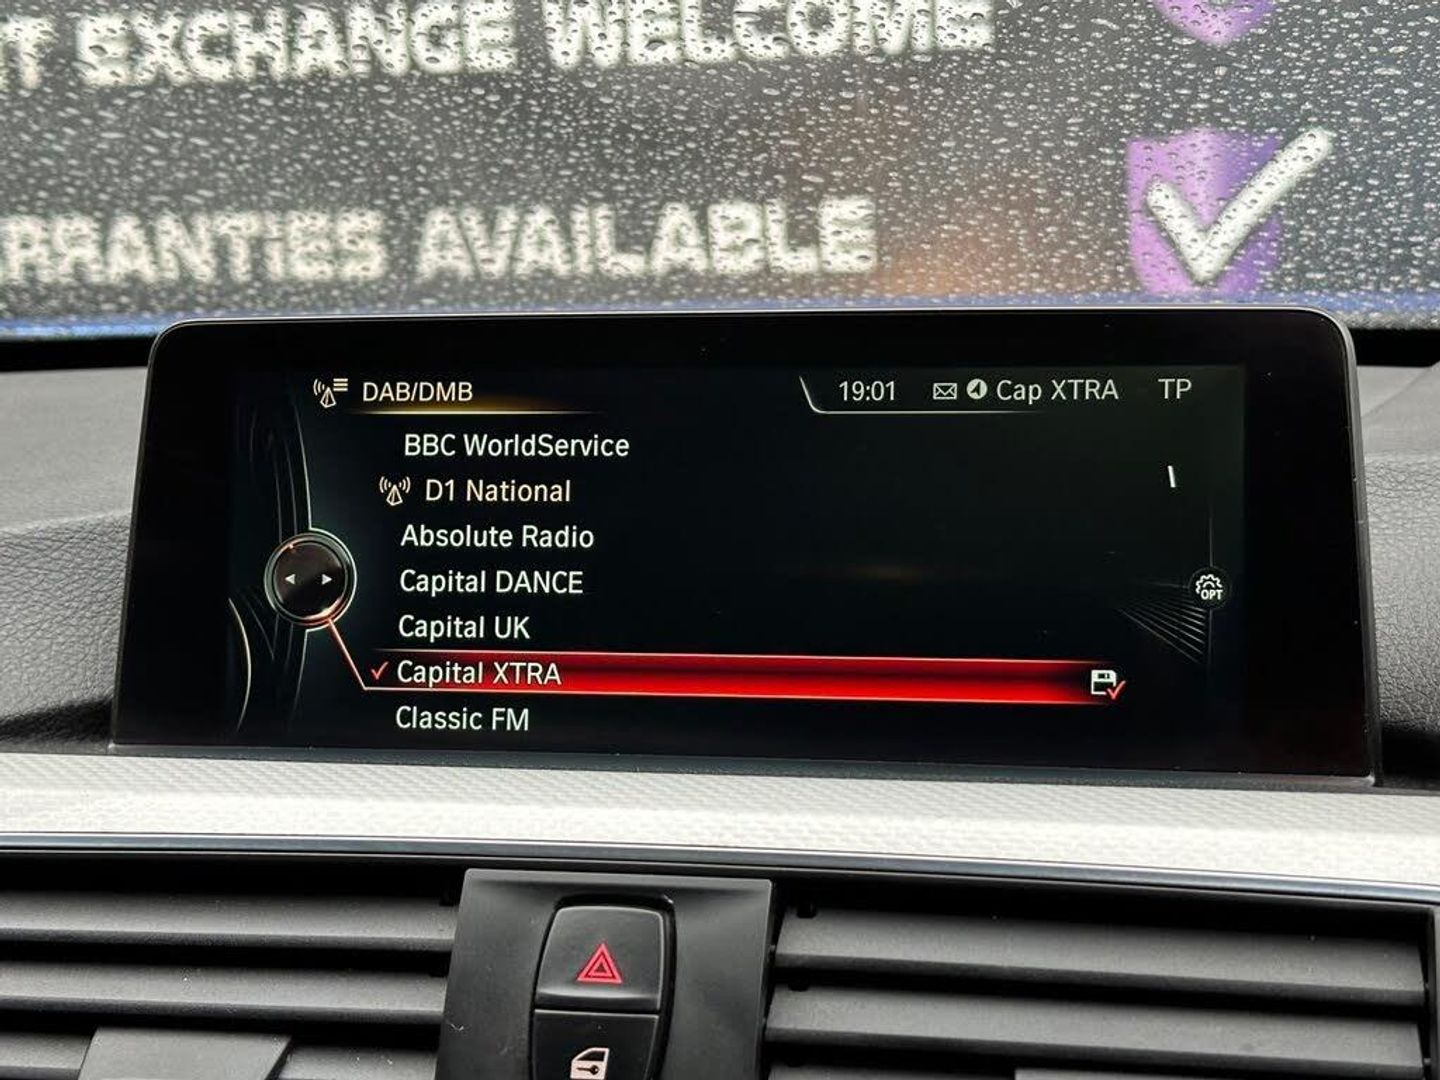 T EXCHANGE WELCOME
RRANTIES AVAILABLE
DAB/DMB
19:01 Cap XTRA TP
BBC WorldService
D1 National
Absolute Radio
Capital DANCE
OPT
Capital UK
Capital XTRA
Classic FM